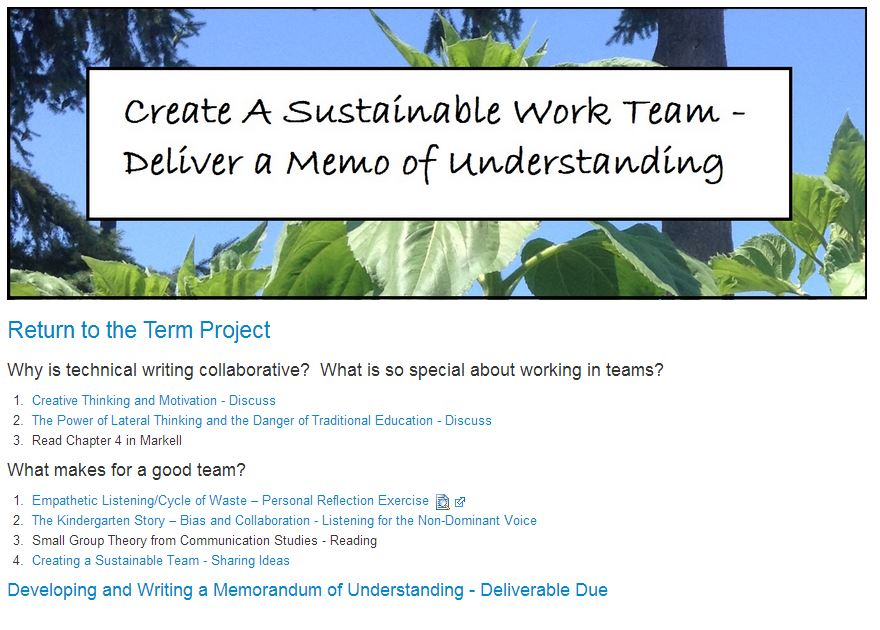 Create A Sustainable Work Team -
Deliver a Memo of Understanding
Return to the Term Project
Why is technical writing collaborative?  What is so special about working in teams?
1. Creative Thinking and Motivation - Discuss
2. The Power of Lateral Thinking and the Danger of Traditional Education - Discuss
3. Read Chapter 4 in Markell
What makes for a good team?
1. Empathetic Listening/Cycle of Waste – Personal Reflection Exercise
2. The Kindergarten Story – Bias and Collaboration - Listening for the Non-Dominant Voice
3. Small Group Theory from Communication Studies - Reading
4. Creating a Sustainable Team - Sharing Ideas
Developing and Writing a Memorandum of Understanding - Deliverable Due